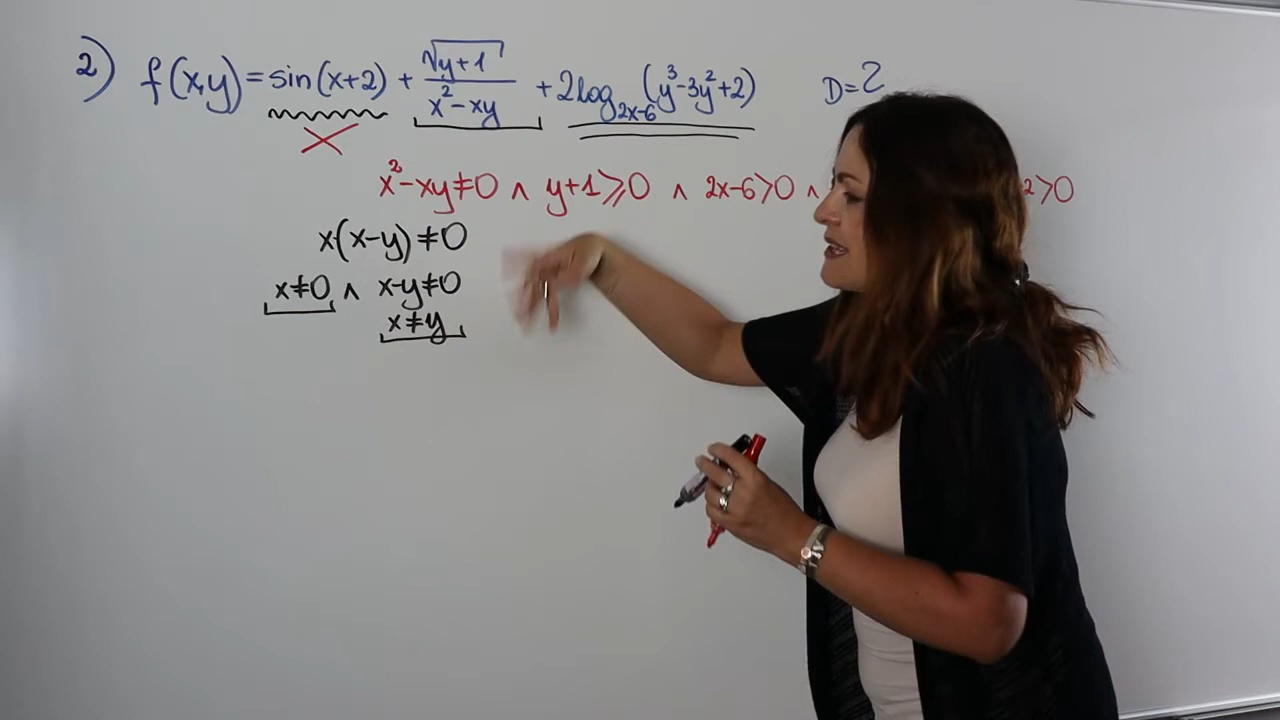 2) f(x,y)=sin(x+2) + √y+1 / x²-xy + 2log₂ₓ₋₆(y³-3y²+2) D=?
x²-xy≠0 ∧ y+1⩾0 ∧ 2x-6>0 ∧ 2>0
x·(x-y)≠0
x≠0 ∧ x-y≠0
x≠y